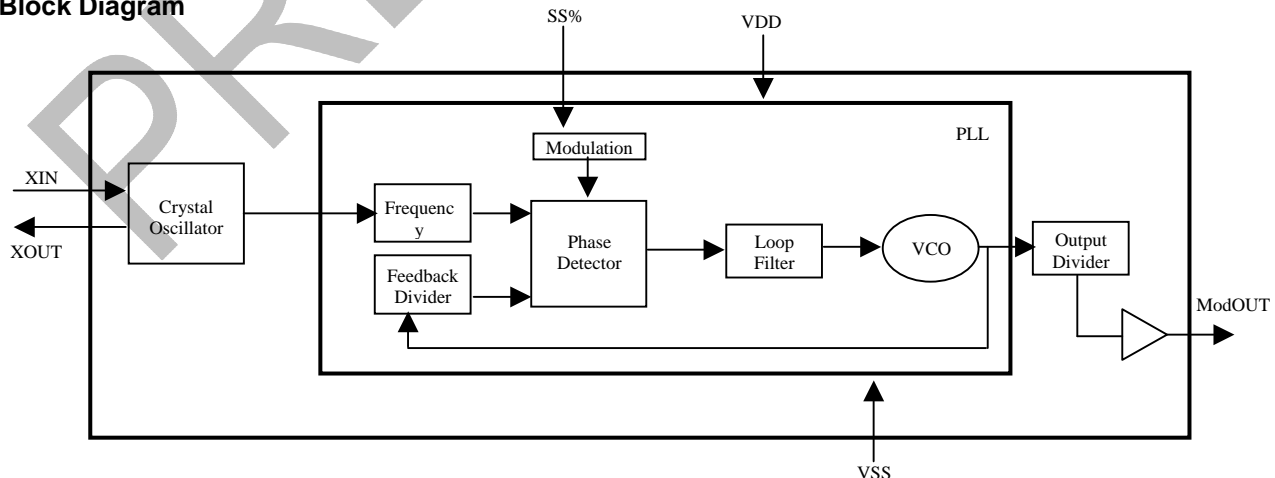 Block Diagram
SS%
VDD
PLL
Modulation
XIN
XOUT
Crystal
Oscillator
Frequenc
y
Feedback
Divider
Phase
Detector
Loop
Filter
VCO
Output
Divider
ModOUT
VSS